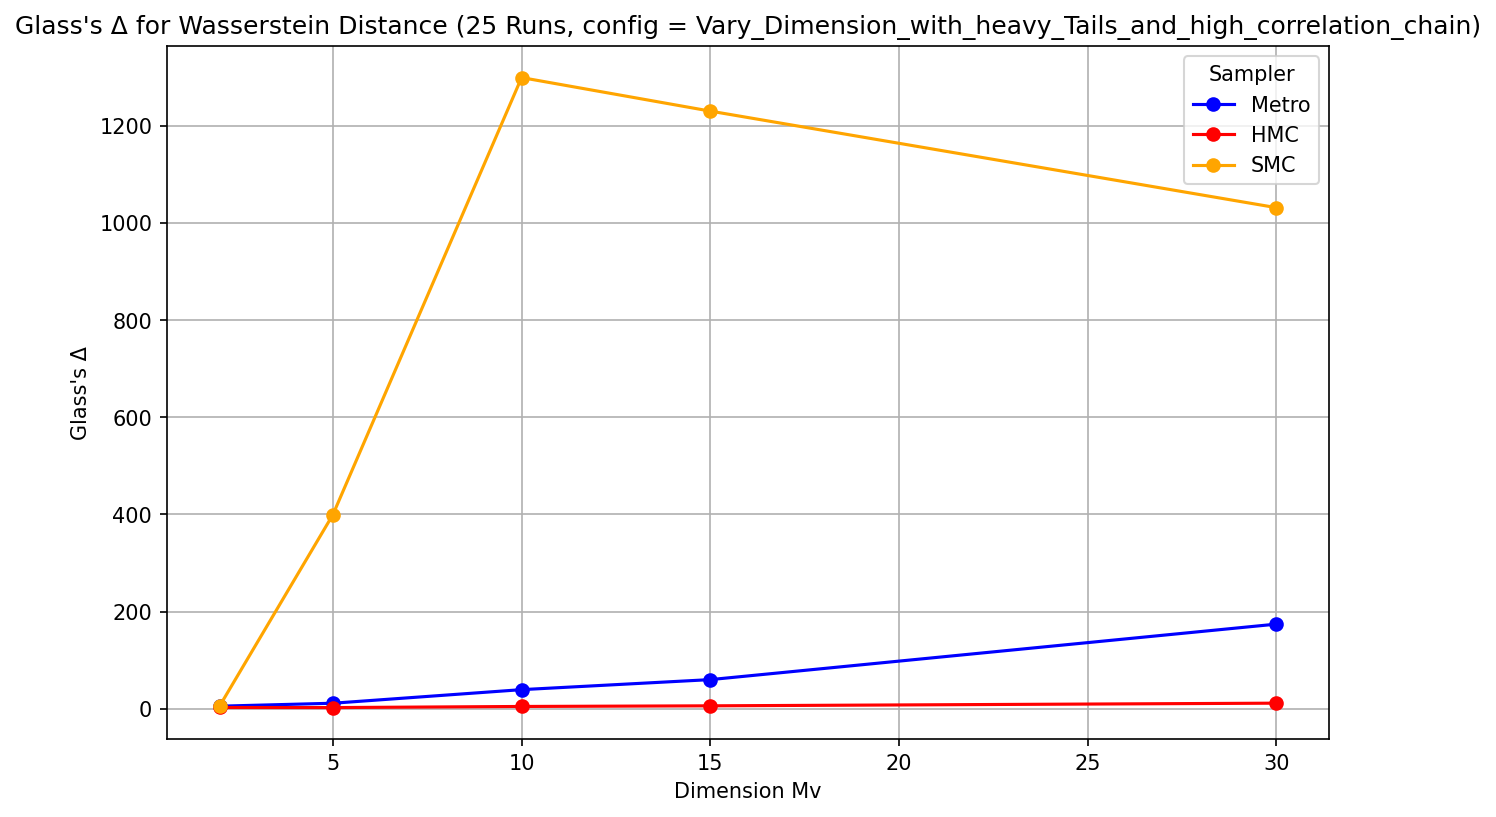 Glass's Δ for Wasserstein Distance (25 Runs, config = Vary_Dimension_with_heavy_Tails_and_high_correlation_chain)
Sampler
Metro
HMC
SMC
1200
1000
800
600
400
200
0
Glass's Δ
5 10 15 20 25 30
Dimension Mv